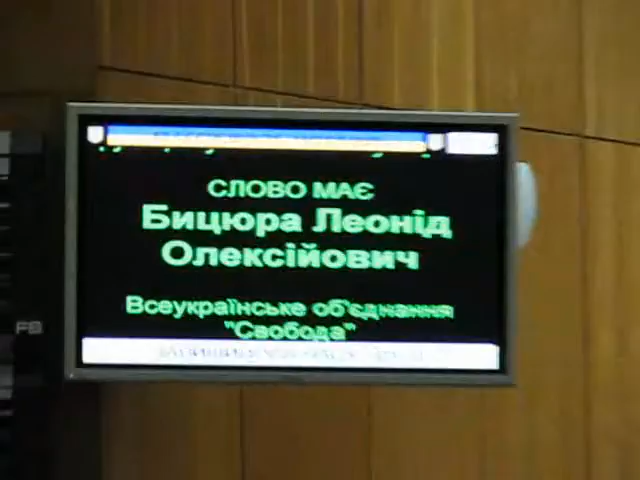 СЛОВО МАЄ
Бицюра Леонід
Олексійович
Всеукраїнське об'єднання
"Свобода"